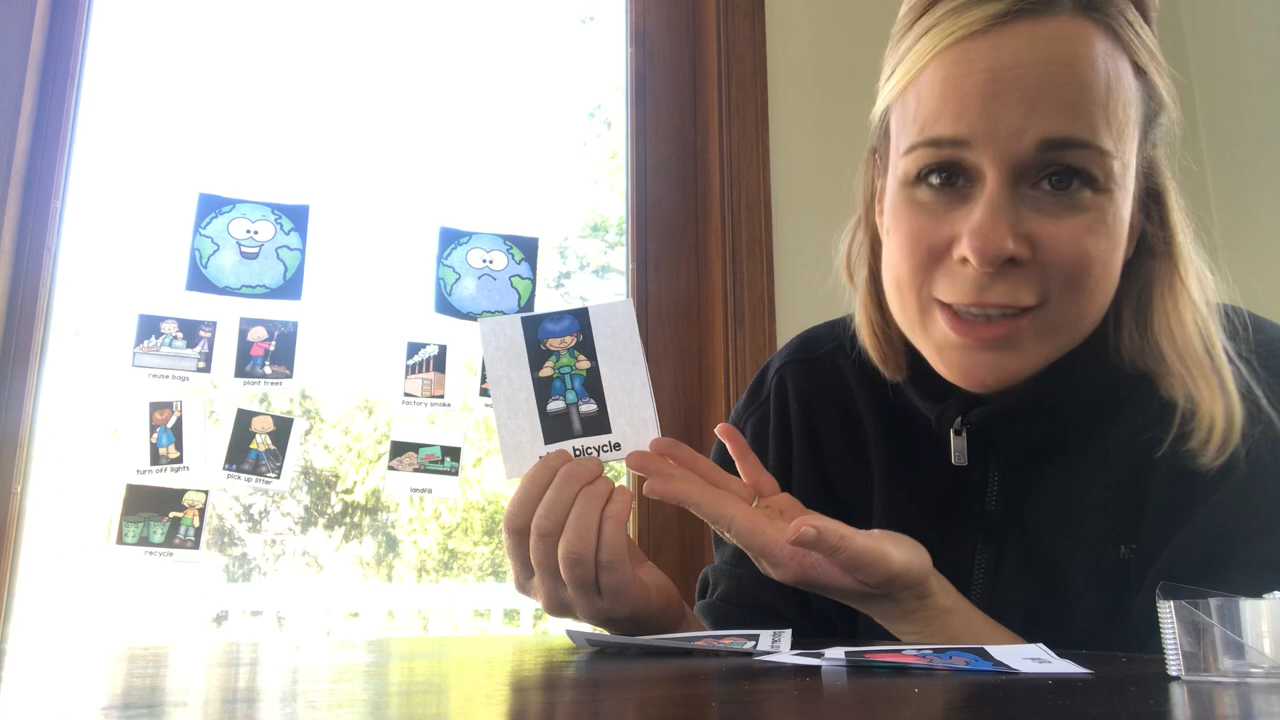 reuse bags
plant trees
factory smoke
turn off lights
pick up litter
landfill
recycle
bicycle